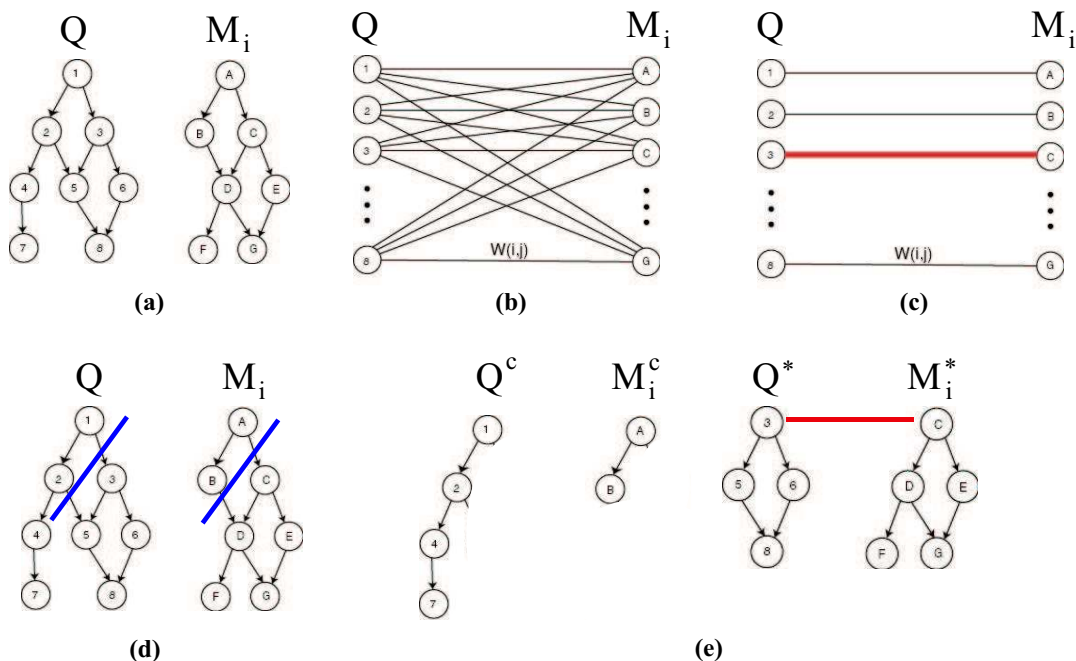 Q M_i Q M_i Q M_i
1 A 1 A 1 A
2 3 B C 2 B 2 B
3 C 3 C
4 5 6 D E
7 8 F G 8 W(i,j) G 8 W(i,j) G
(a) (b) (c)
Q M_i Q^c M_i^c Q^* M_i^*
1 A 1 A 3 C
2 3 B C 2 B 5 6 D E
4 5 6 D E 4 8 F G
7 8 F G 7
(d) (e)